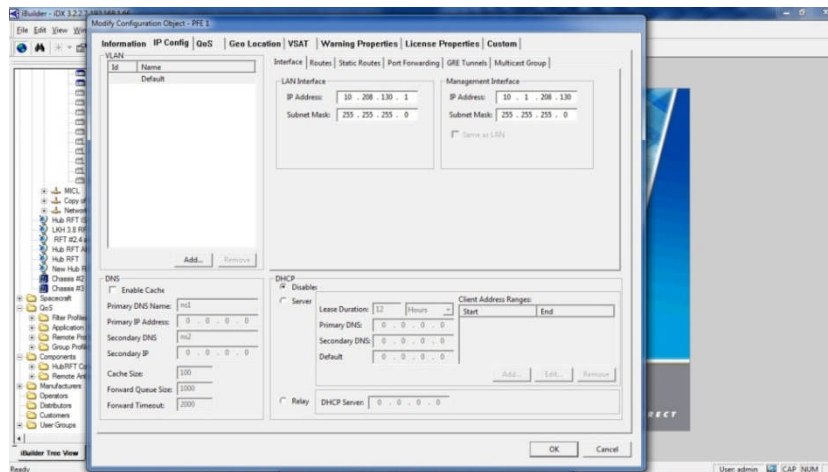 iBuilder - iDX 3.2.2.2
File Edit View
Modify Configuration Object - PFE 1
Information IP Config QoS Geo Location VSAT Warning Properties License Properties Custom
VLAN
Id Name
Default
Add... Remove
Interface Routes Static Routes Port Forwarding GRE Tunnels Multicast Group
LAN Interface
IP Address: 10 . 208 . 130 . 1
Subnet Mask: 255 . 255 . 255 . 0
Management Interface
IP Address: 10 . 1 . 208 . 130
Subnet Mask: 255 . 255 . 255 . 0
Same as LAN
DNS
Enable Cache
Primary DNS Name: ns1
Primary IP Address: 0 . 0 . 0 . 0
Secondary DNS ns2
Secondary IP 0 . 0 . 0 . 0
Cache Size: 100
Forward Queue Size: 1000
Forward Timeout: 2000
DHCP
Disable
Server
Lease Duration: 12 Hours
Primary DNS: 0 . 0 . 0 . 0
Secondary DNS: 0 . 0 . 0 . 0
Default 0 . 0 . 0 . 0
Client Address Ranges:
Start End
Add... Edit... Remove
Relay DHCP Server: 0 . 0 . 0 . 0
OK Cancel
MICL
Copy of
Network
Hub RFT
LKH 3.8 RF
RFT #2.4
Hub RFT
Hub RFT
New Hub R
Chassis #2
Chassis #3
Spacecraft
QoS
Filter Profile
Application
Remote Pro
Group Profil
Components
HubRFT Co
Remote Ant
Manufacturers
Operators
Distributors
Customers
User Groups
iBuilder Tree View
RECT
Ready
User: admin CAP NUM